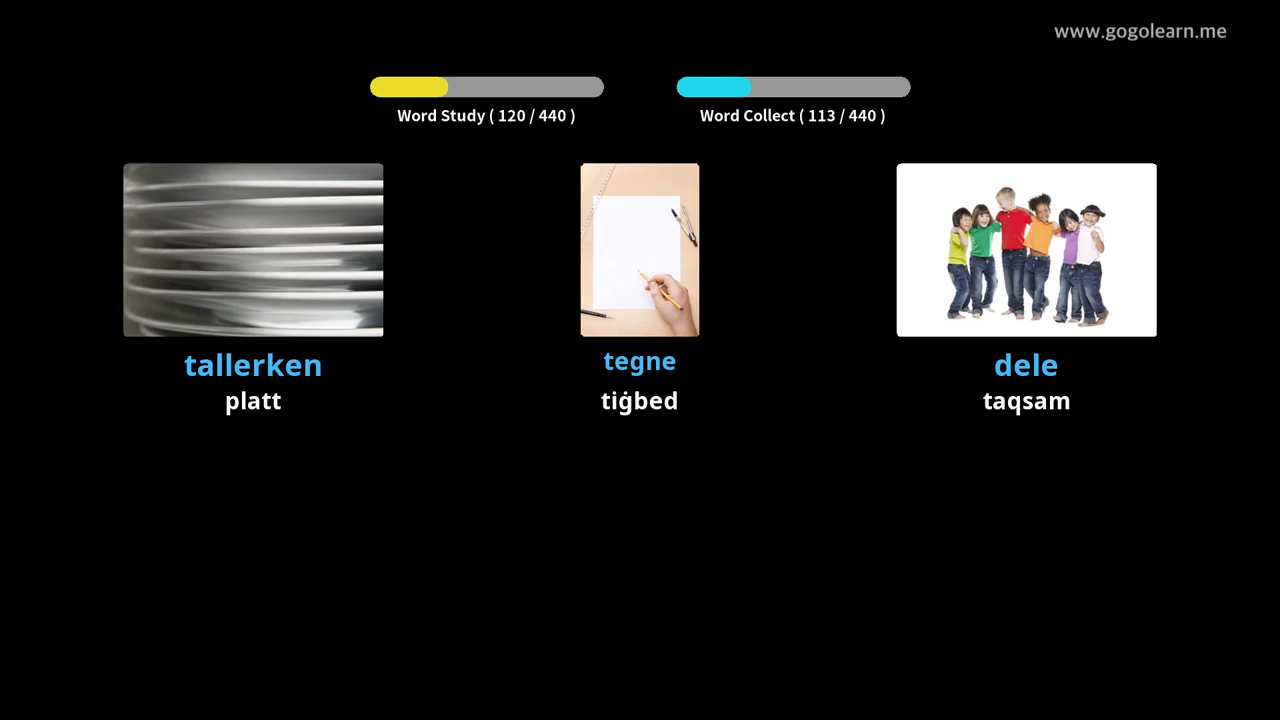 www.gogolearn.me
Word Study ( 120 / 440 )
Word Collect ( 113 / 440 )
tallerken
tegne
dele
platt
tiġbed
taqsam